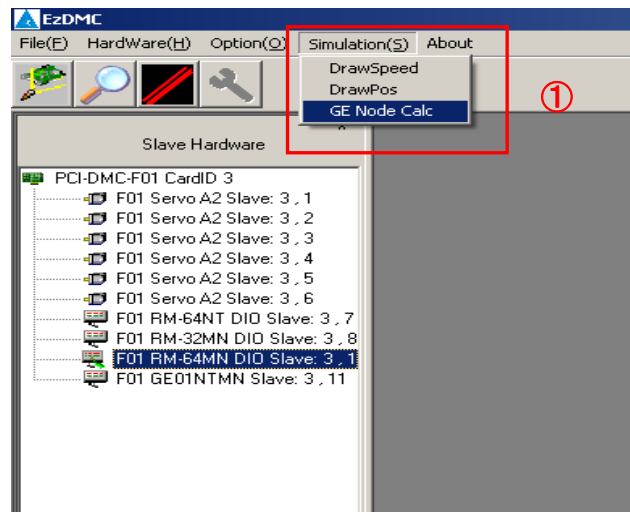 EzDMC
File(F) HardWare(H) Option(O) Simulation(S) About
DrawSpeed
DrawPos
GE Node Calc
①
Slave Hardware
PCI-DMC-F01 CardID 3
F01 Servo A2 Slave: 3 , 1
F01 Servo A2 Slave: 3 , 2
F01 Servo A2 Slave: 3 , 3
F01 Servo A2 Slave: 3 , 4
F01 Servo A2 Slave: 3 , 5
F01 Servo A2 Slave: 3 , 6
F01 RM-64NT DIO Slave: 3 , 7
F01 RM-32MN DIO Slave: 3 , 8
F01 RM-64MN DIO Slave: 3 , 1
F01 GE01NTMN Slave: 3 , 11